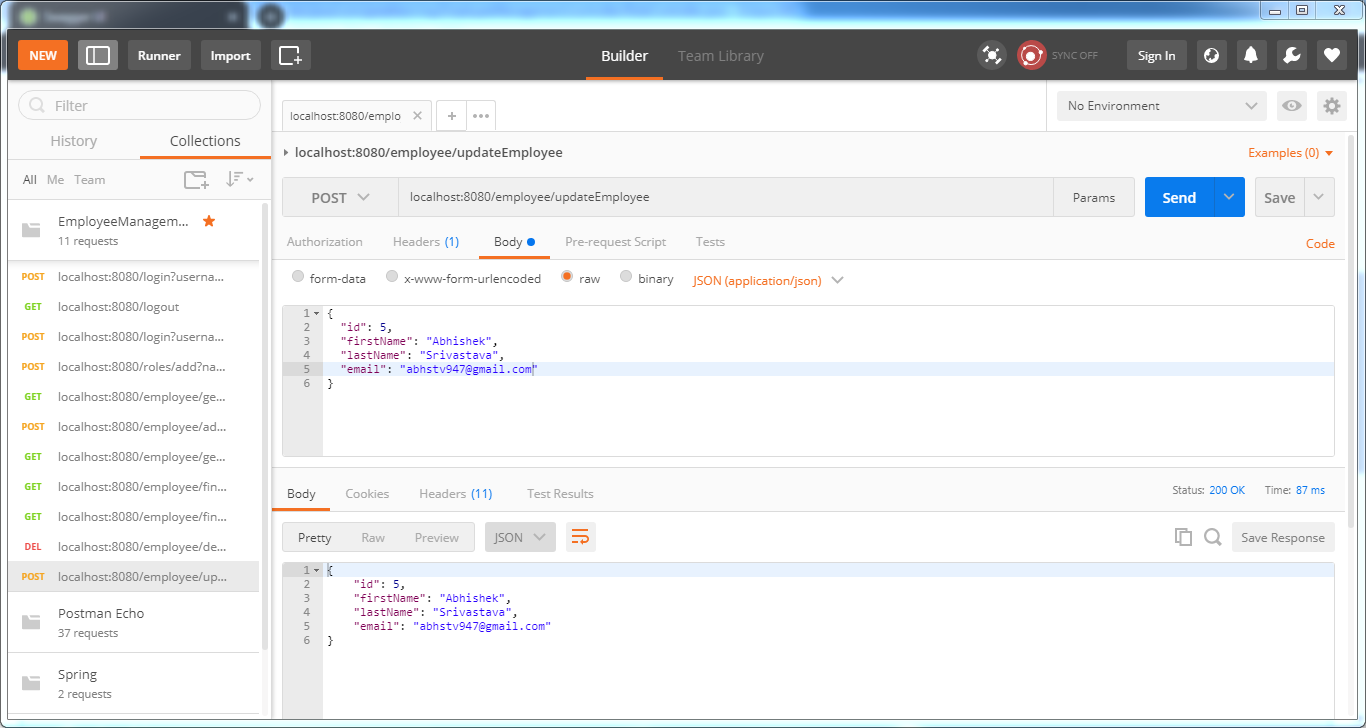 Swagger UI
NEW Runner Import Builder Team Library SYNC OFF Sign In
Filter
History Collections
All Me Team
EmployeeManagem...
11 requests
POST localhost:8080/login?userna...
GET localhost:8080/logout
POST localhost:8080/login?userna...
POST localhost:8080/roles/add?na...
GET localhost:8080/employee/ge...
POST localhost:8080/employee/ad...
GET localhost:8080/employee/ge...
GET localhost:8080/employee/fin...
GET localhost:8080/employee/fin...
DEL localhost:8080/employee/de...
POST localhost:8080/employee/up...
Postman Echo
37 requests
Spring
2 requests
localhost:8080/emplo
No Environment
localhost:8080/employee/updateEmployee
Examples (0)
POST localhost:8080/employee/updateEmployee Params Send Save
Authorization Headers (1) Body Pre-request Script Tests Code
form-data x-www-form-urlencoded raw binary JSON (application/json)
1 {
2 "id": 5,
3 "firstName": "Abhishek",
4 "lastName": "Srivastava",
5 "email": "abhstv947@gmail.com"
6 }
Body Cookies Headers (11) Test Results Status: 200 OK Time: 87 ms
Pretty Raw Preview JSON Save Response
1 {
2 "id": 5,
3 "firstName": "Abhishek",
4 "lastName": "Srivastava",
5 "email": "abhstv947@gmail.com"
6 }